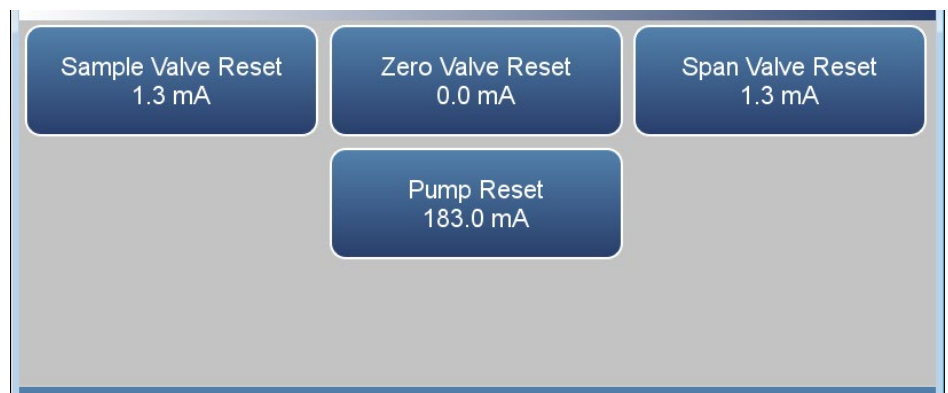 Sample Valve Reset
1.3 mA
Zero Valve Reset
0.0 mA
Span Valve Reset
1.3 mA
Pump Reset
183.0 mA